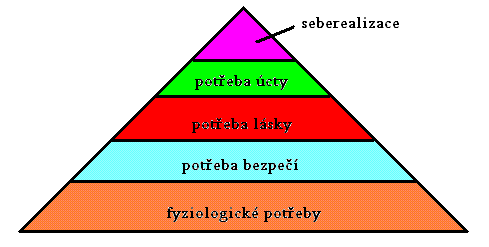 seberealizace
potřeba úcty
potřeba lásky
potřeba bezpečí
fyziologické potřeby